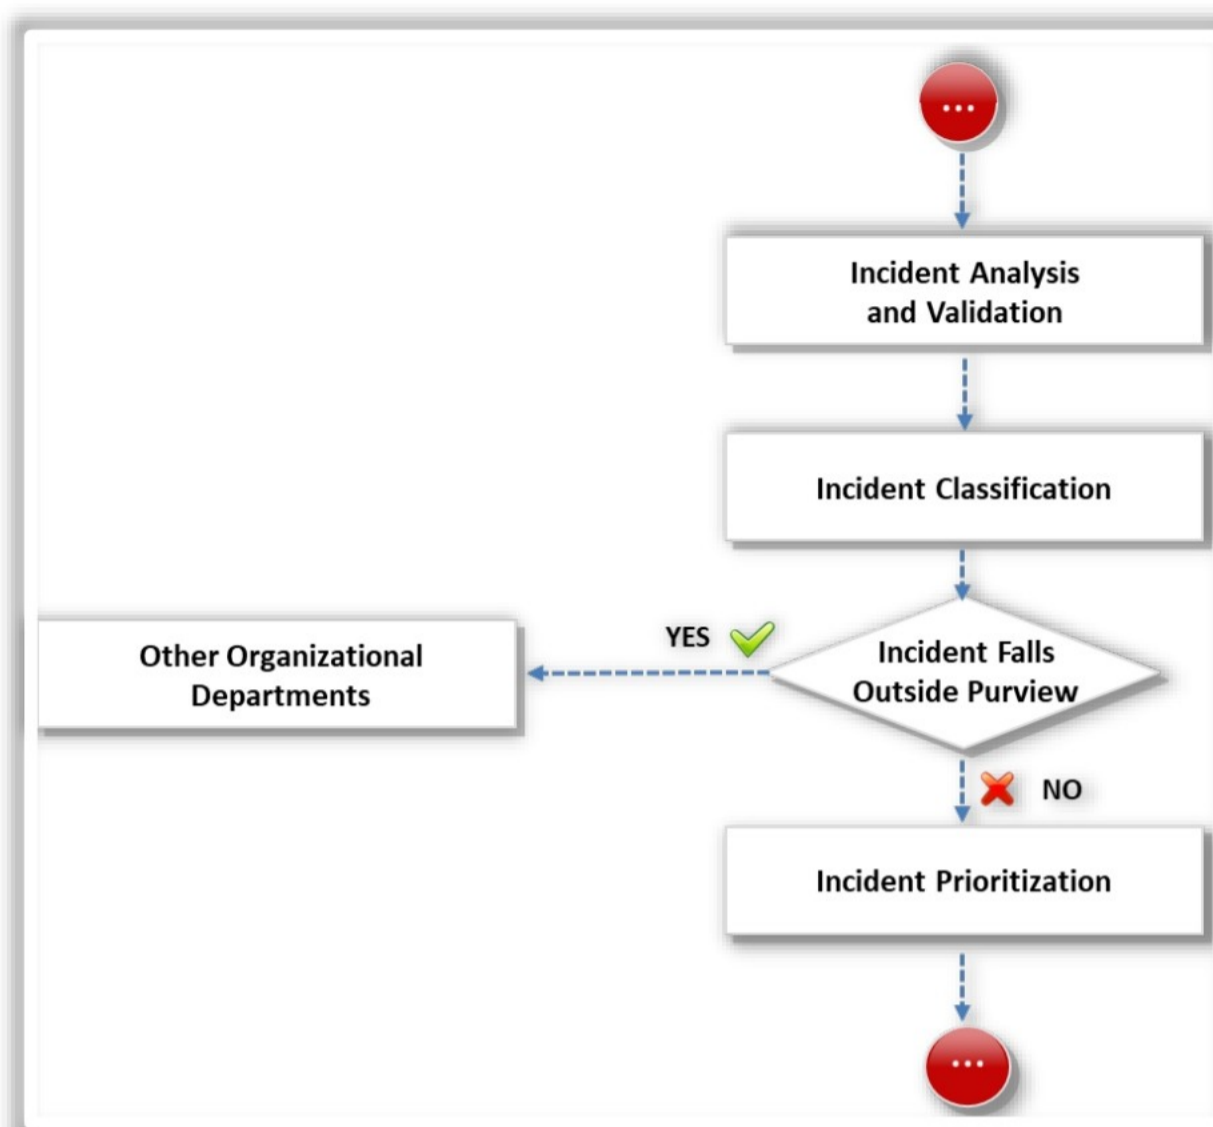 Incident Analysis
and Validation
Incident Classification
YES
Incident Falls
Outside Purview
Other Organizational
Departments
NO
Incident Prioritization